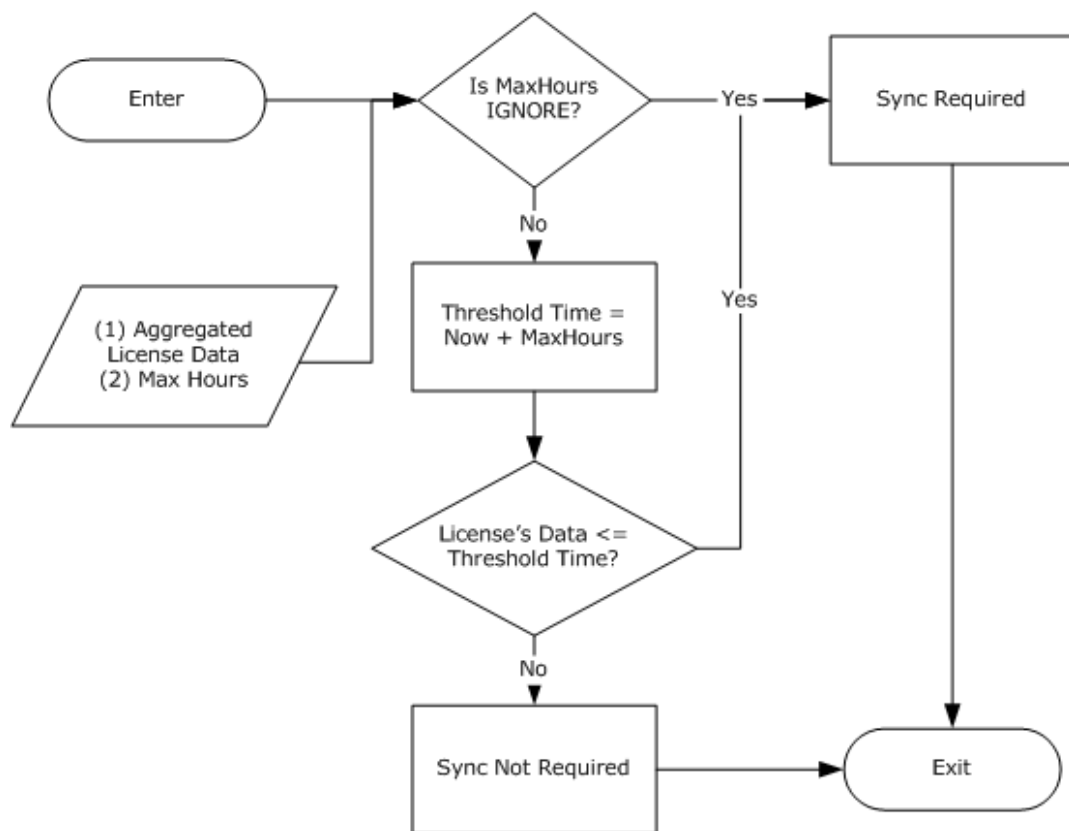 Enter
Is MaxHours
IGNORE?
Yes
Sync Required
No
(1) Aggregated
License Data
(2) Max Hours
Threshold Time =
Now + MaxHours
Yes
License's Data <=
Threshold Time?
No
Sync Not Required
Exit